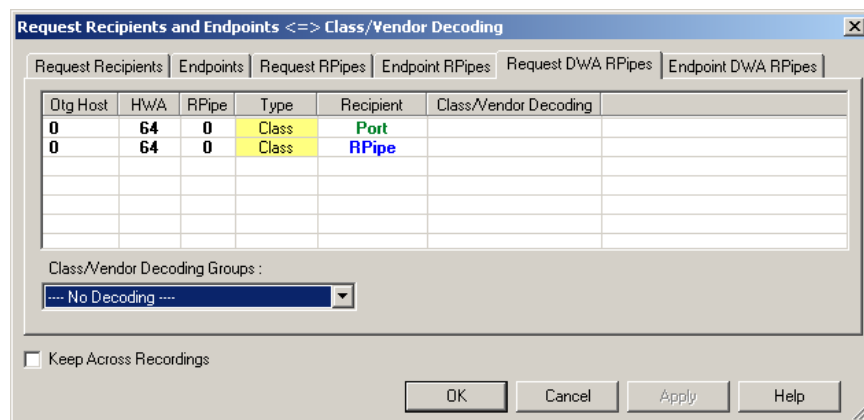 Request Recipients and Endpoints <=> Class/Vendor Decoding
Request Recipients Endpoints Request RPipes Endpoint RPipes Request DWA RPipes Endpoint DWA RPipes
Otg Host HWA RPipe Type Recipient Class/Vendor Decoding
0 64 0 Class Port
0 64 0 Class RPipe
Class/Vendor Decoding Groups :
---- No Decoding ----
Keep Across Recordings
OK Cancel Apply Help